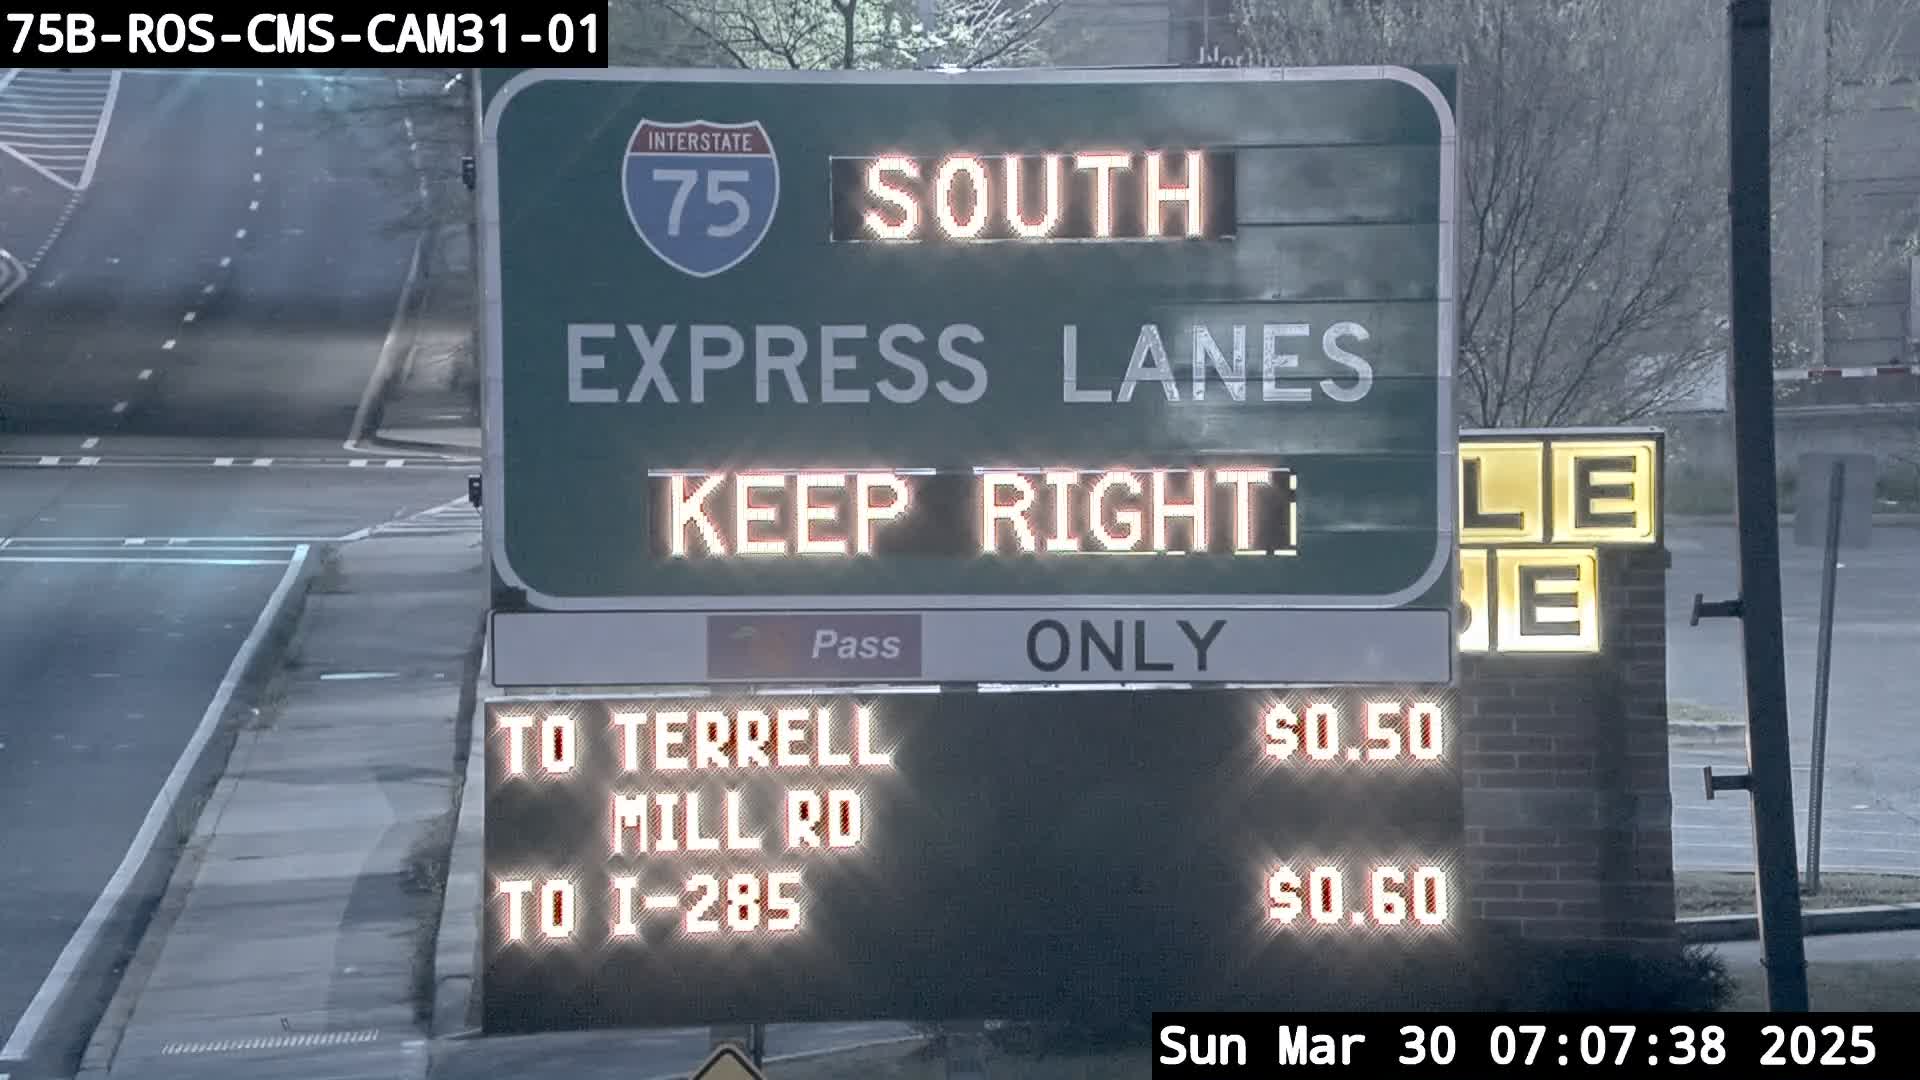 75B-ROS-CMS-CAM31-01
INTERSTATE
75
SOUTH
EXPRESS LANES
KEEP RIGHT
Pass ONLY
LE
E
TO TERRELL $0.50
MILL RD
TO I-285 $0.60
Sun Mar 30 07:07:38 2025